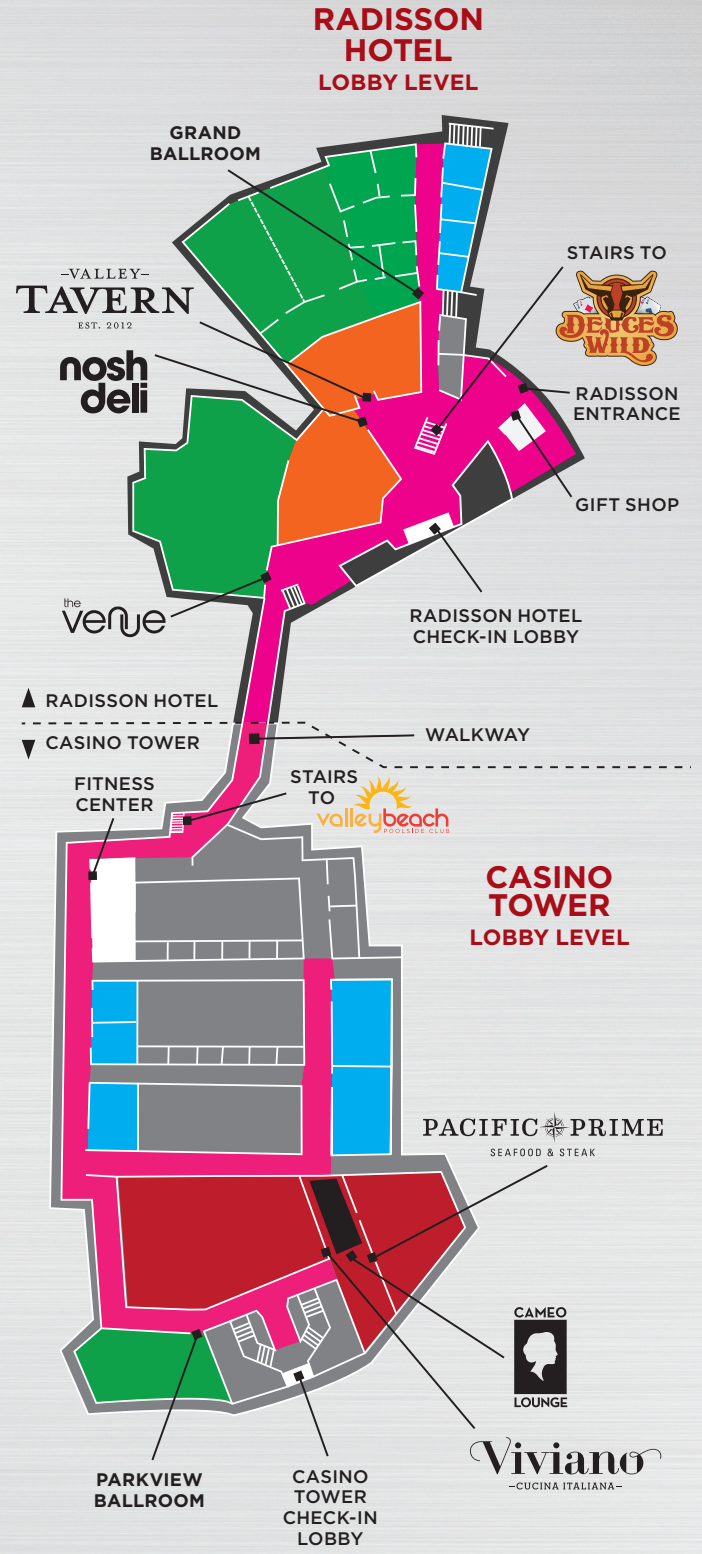 RADISSON
HOTEL
LOBBY LEVEL
GRAND
BALLROOM
–VALLEY–
TAVERN
EST. 2012
STAIRS TO
DEUCES
WILD
nosh
deli
RADISSON
ENTRANCE
GIFT SHOP
the
venue
RADISSON HOTEL
CHECK-IN LOBBY
▲ RADISSON HOTEL
▼ CASINO TOWER
WALKWAY
FITNESS
CENTER
STAIRS
TO
valleybeach
POOLSIDE CLUB
CASINO
TOWER
LOBBY LEVEL
PACIFIC PRIME
SEAFOOD & STEAK
CAMEO
LOUNGE
Viviano
–CUCINA ITALIANA–
PARKVIEW
BALLROOM
CASINO
TOWER
CHECK-IN
LOBBY